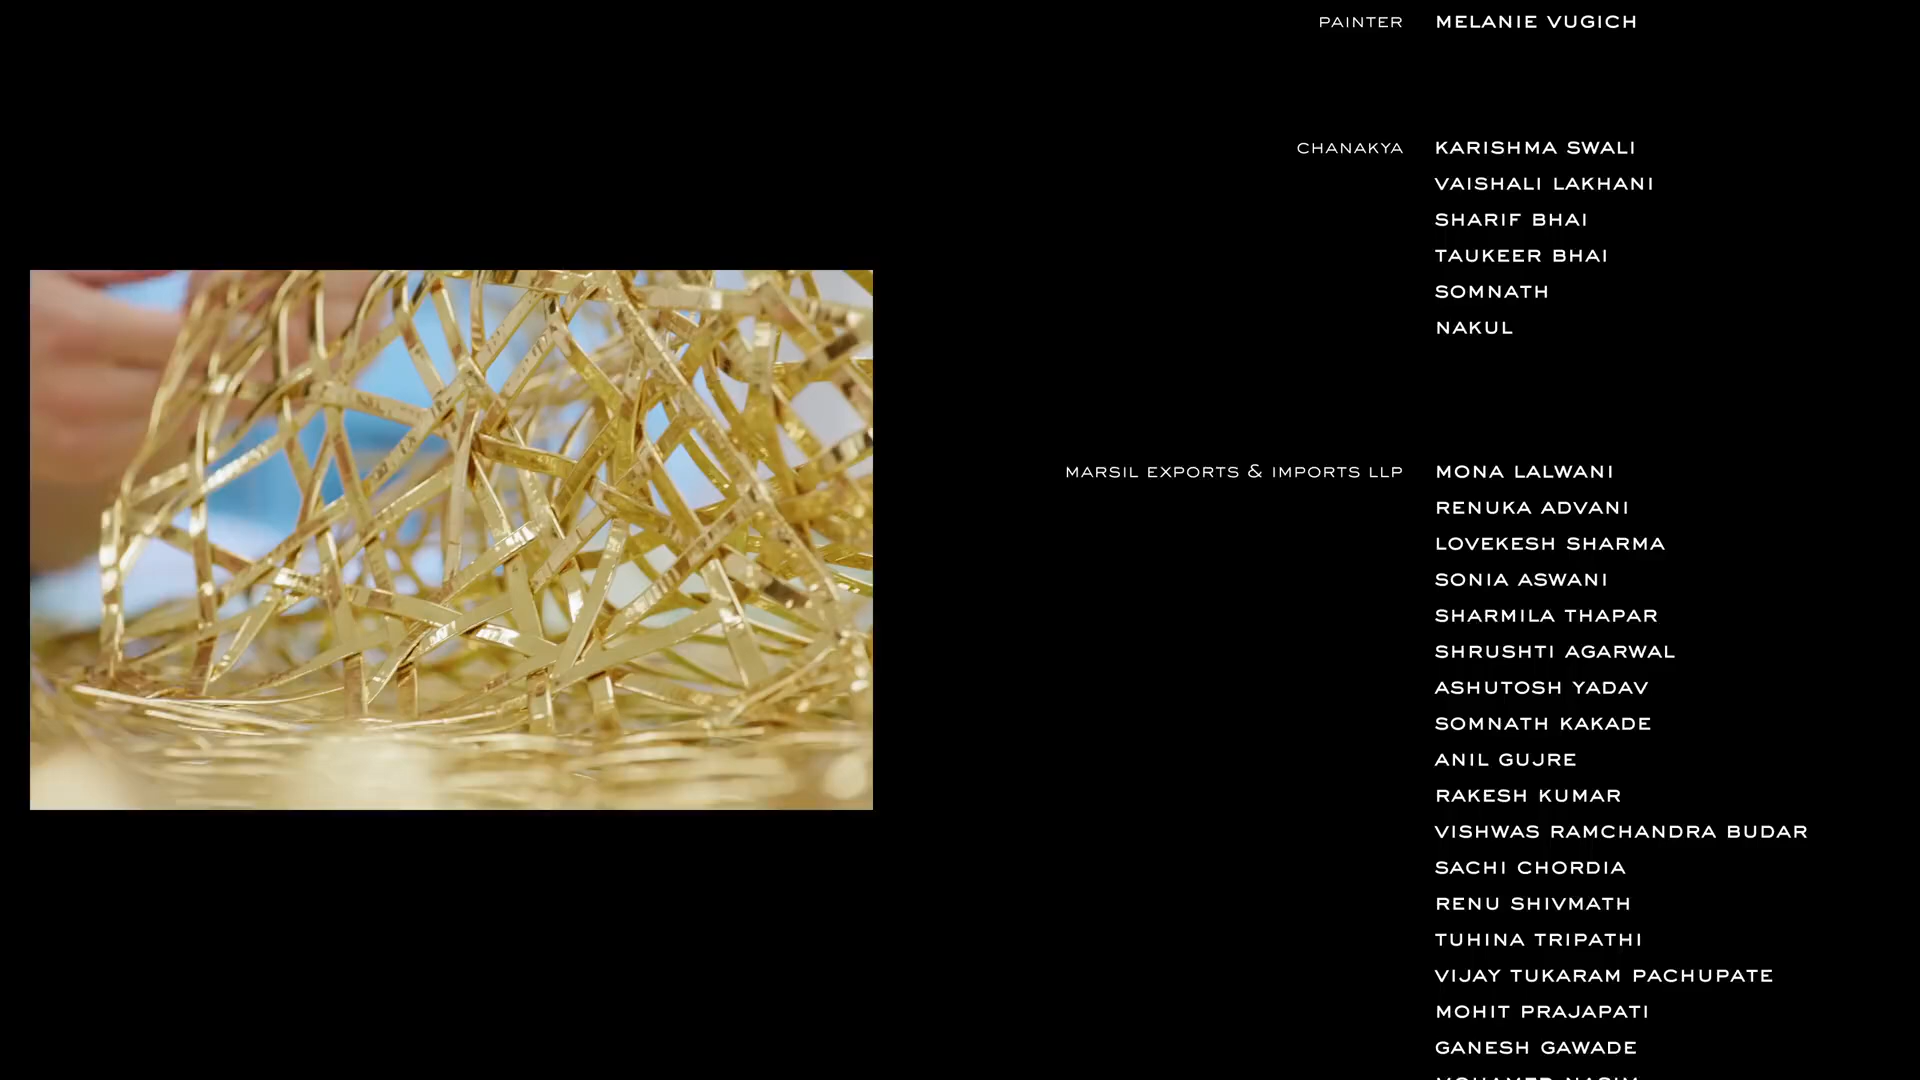 PAINTER MELANIE VUGICH
CHANAKYA KARISHMA SWALI
VAISHALI LAKHANI
SHARIF BHAI
TAUKEER BHAI
SOMNATH
NAKUL
MARSIL EXPORTS & IMPORTS LLP MONA LALWANI
RENUKA ADVANI
LOVEKESH SHARMA
SONIA ASWANI
SHARMILA THAPAR
SHRUSHTI AGARWAL
ASHUTOSH YADAV
SOMNATH KAKADE
ANIL GUJRE
RAKESH KUMAR
VISHWAS RAMCHANDRA BUDAR
SACHI CHORDIA
RENU SHIVMATH
TUHINA TRIPATHI
VIJAY TUKARAM PACHUPATE
MOHIT PRAJAPATI
GANESH GAWADE